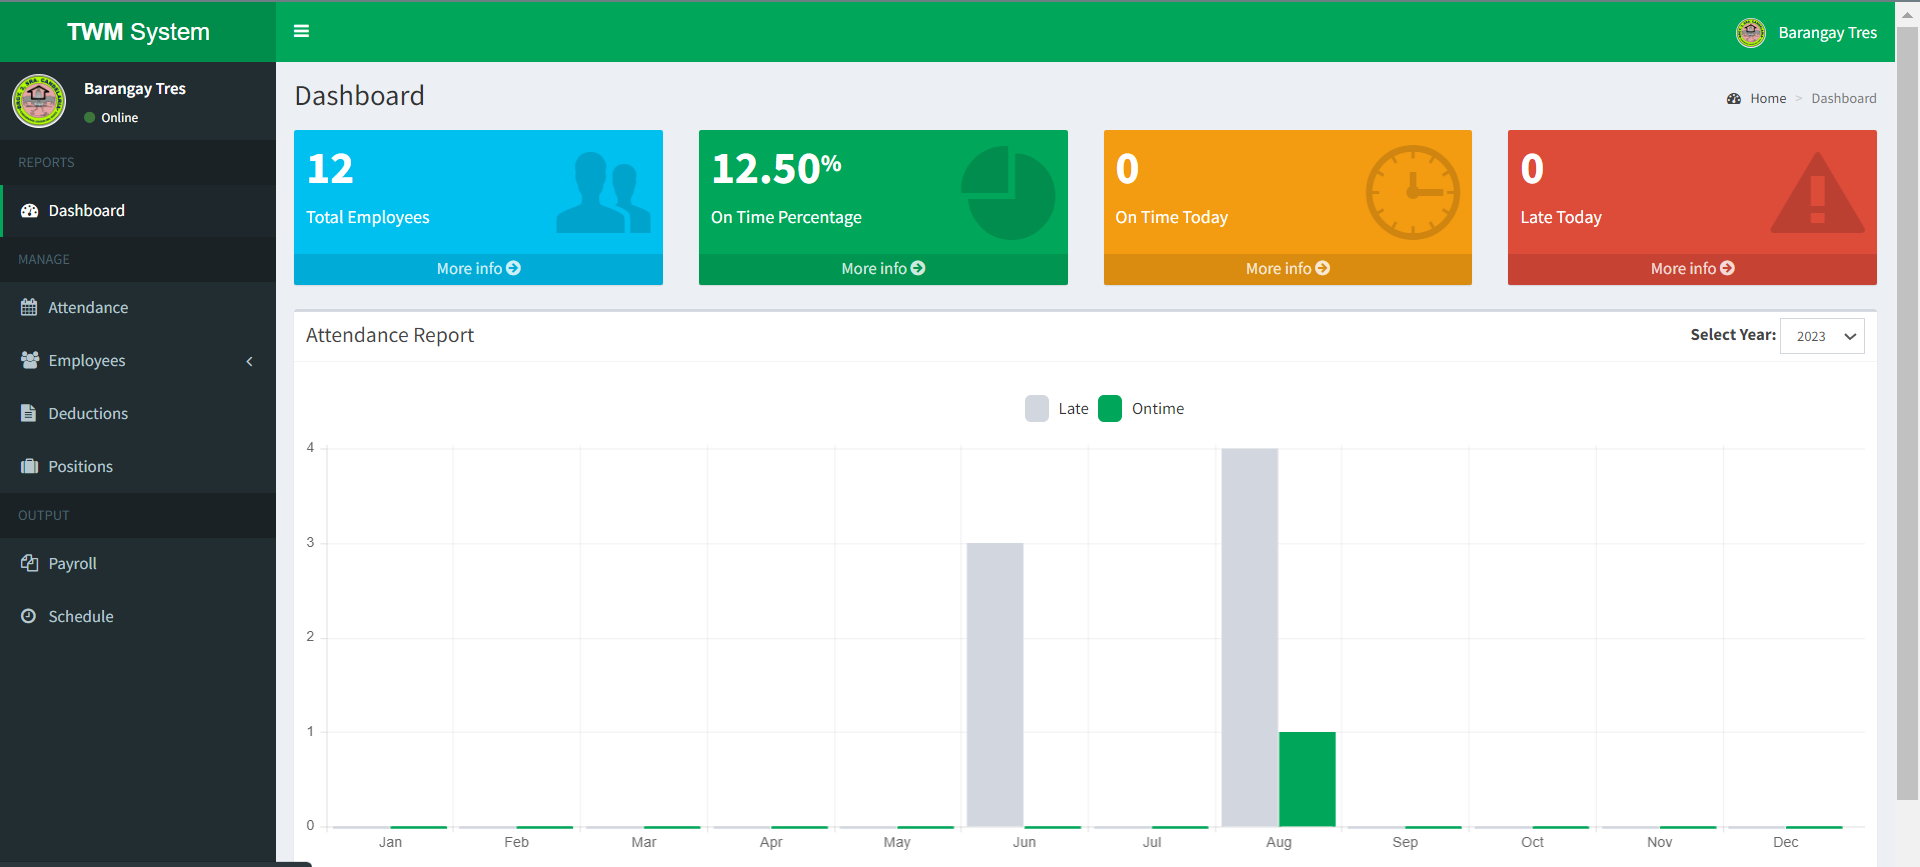 TWM System
Barangay Tres
Barangay Tres
Online
REPORTS
Dashboard
MANAGE
Attendance
Employees
Deductions
Positions
OUTPUT
Payroll
Schedule
Dashboard
Home > Dashboard
12
Total Employees
More info
12.50%
On Time Percentage
More info
0
On Time Today
More info
0
Late Today
More info
Attendance Report
Select Year: 2023
Late Ontime
4
3
2
1
0
Jan Feb Mar Apr May Jun Jul Aug Sep Oct Nov Dec